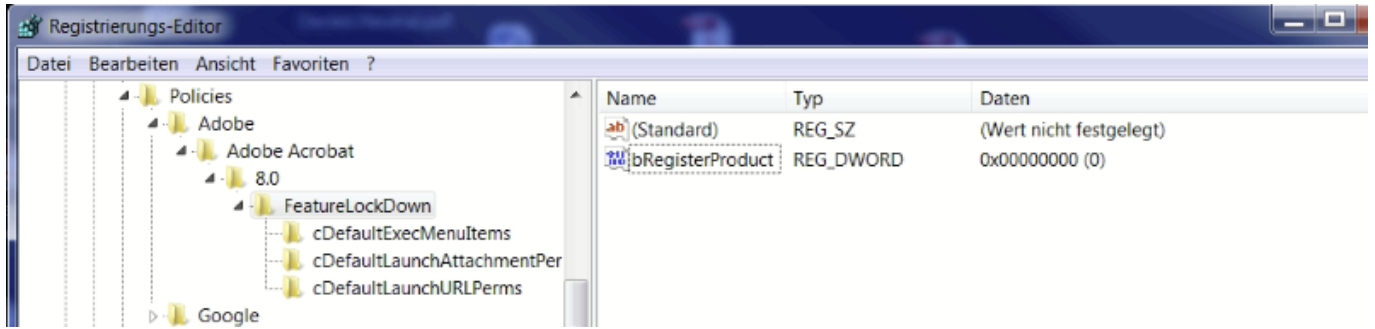 Registrierungs-Editor
Datei Bearbeiten Ansicht Favoriten ?
Policies
Adobe
Adobe Acrobat
8.0
FeatureLockDown
cDefaultExecMenuItems
cDefaultLaunchAttachmentPer
cDefaultLaunchURLPerms
Google
Name Typ Daten
(Standard) REG_SZ (Wert nicht festgelegt)
bRegisterProduct REG_DWORD 0x00000000 (0)